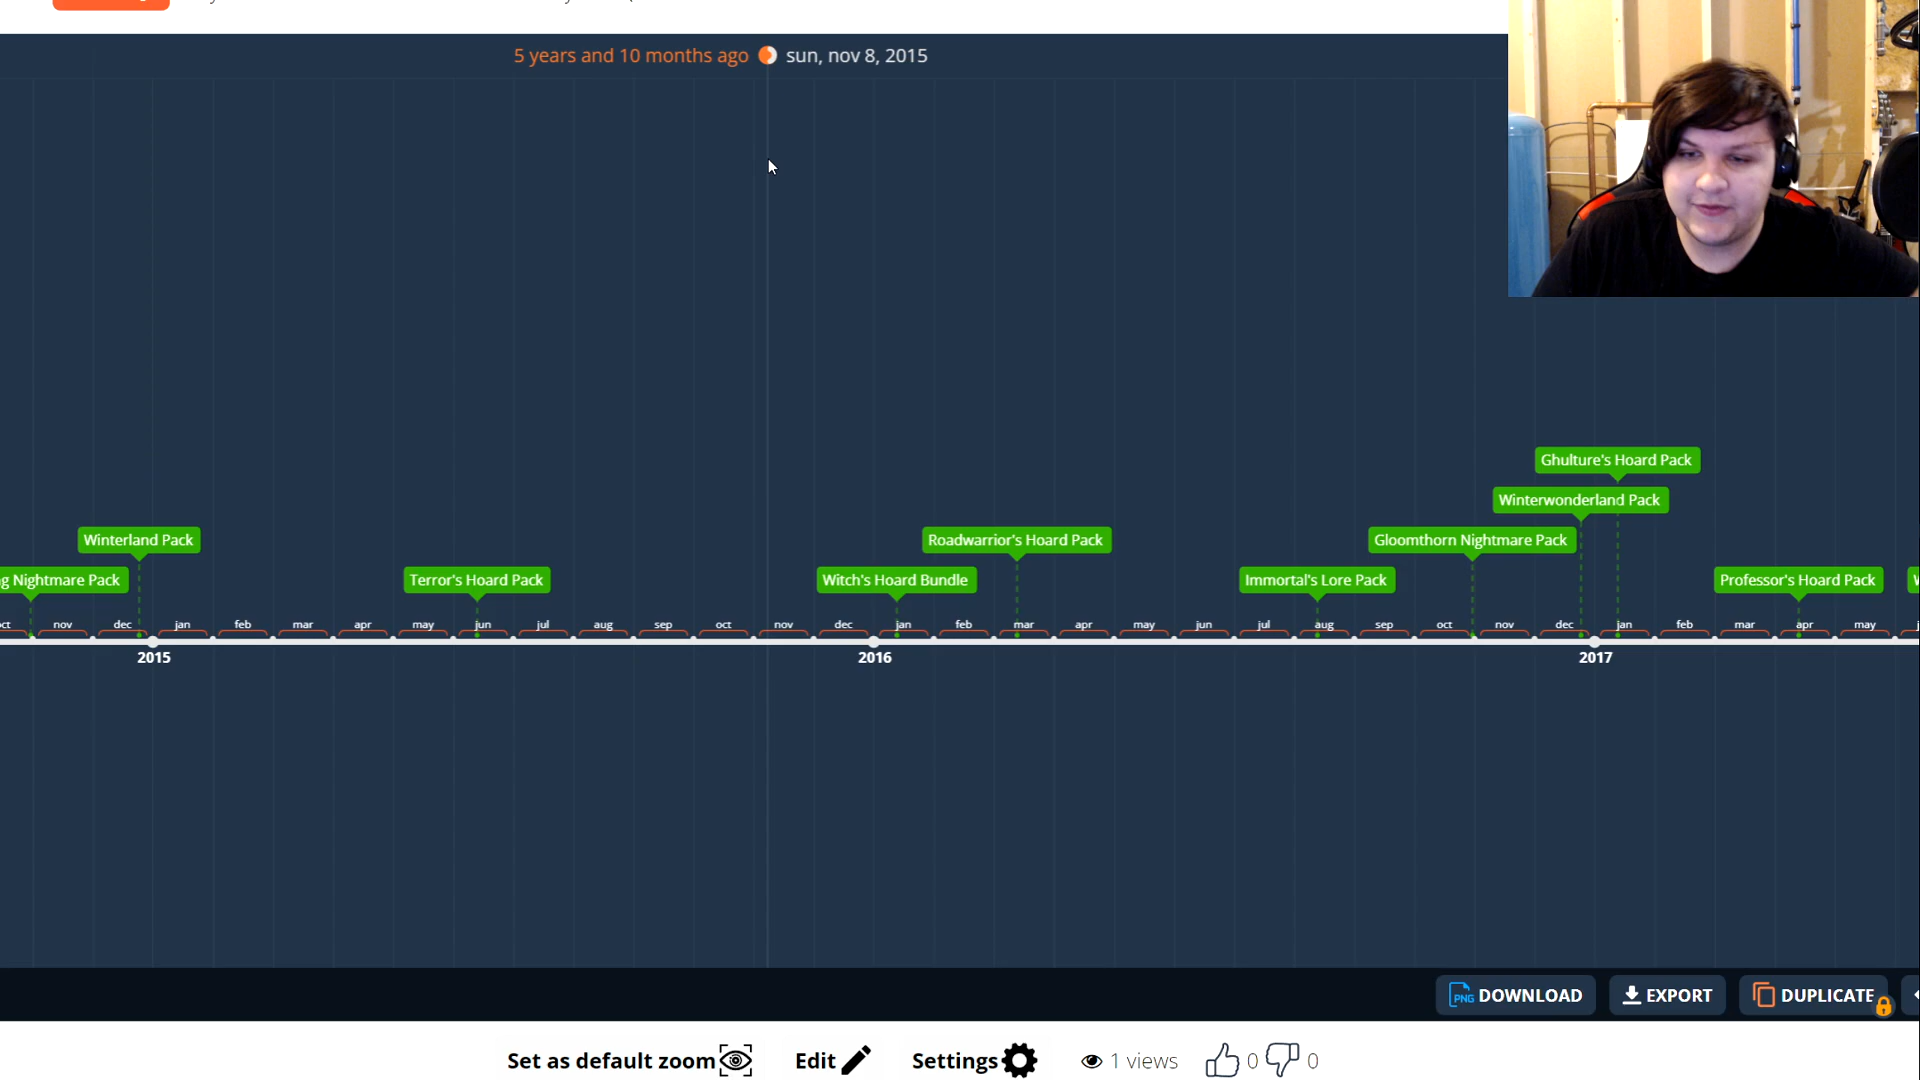 5 years and 10 months ago sun, nov 8, 2015
Ghulture's Hoard Pack
Winterwonderland Pack
Winterland Pack Roadwarrior's Hoard Pack Gloomthorn Nightmare Pack
g Nightmare Pack Terror's Hoard Pack Witch's Hoard Bundle Immortal's Lore Pack Professor's Hoard Pack
nov dec jan feb mar apr may jun jul aug sep oct nov dec jan feb mar apr may jun jul aug sep oct nov dec jan feb mar apr may
2015 2016 2017
PNG DOWNLOAD EXPORT DUPLICATE
Set as default zoom Edit Settings 1 views 0 0